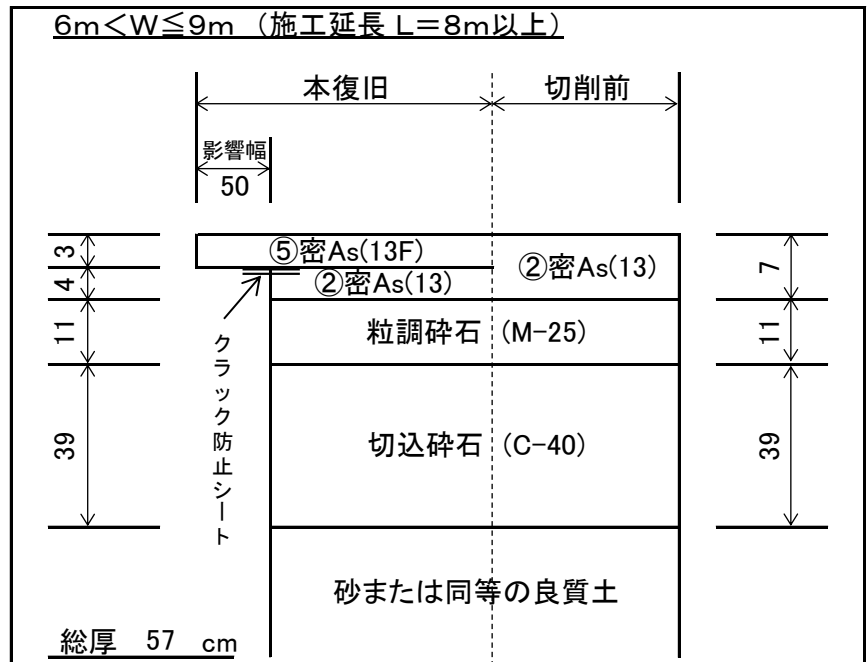 6m＜W≦9m （施工延長 L＝8m以上）
本復旧 切削前
影響幅
50
3 ⑤密As(13F) ②密As(13) 7
4 ②密As(13)
11 粒調砕石 (M-25) 11
クラック防止シート
39 切込砕石 (C-40) 39
砂または同等の良質土
総厚 57 cm